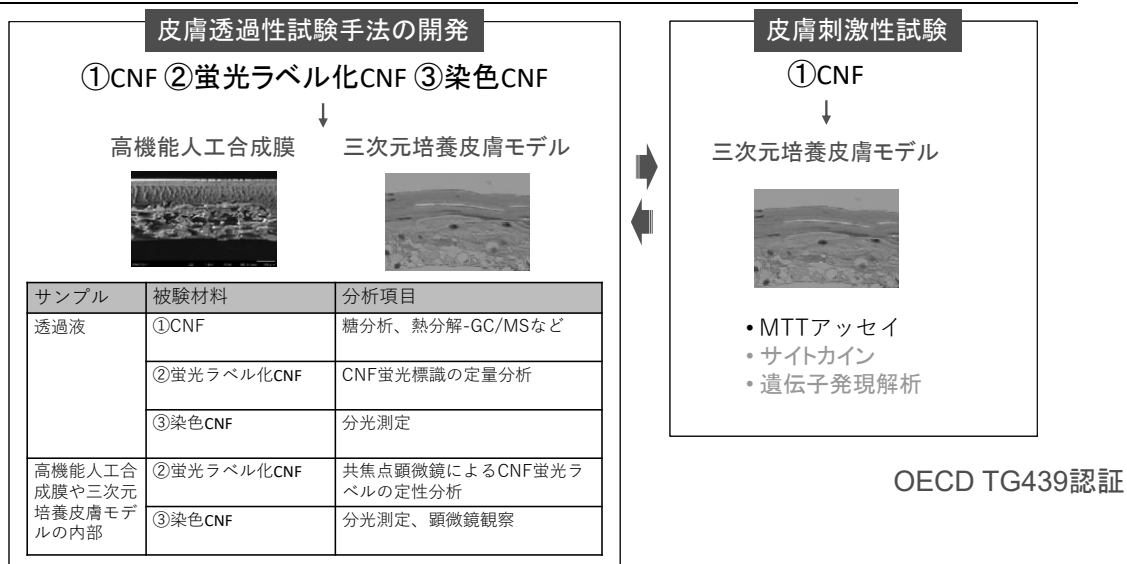 皮膚透過性試験手法の開発
①CNF ②蛍光ラベル化CNF ③染色CNF
↓
高機能人工合成膜
三次元培養皮膚モデル
サンプル
被験材料
分析項目
透過液
①CNF
糖分析、熱分解-GC/MSなど
②蛍光ラベル化CNF
CNF蛍光標識の定量分析
③染色CNF
分光測定
高機能人工合
成膜や三次元
培養皮膚モデ
ルの内部
②蛍光ラベル化CNF
共焦点顕微鏡によるCNF蛍光ラ
ベルの定性分析
③染色CNF
分光測定、顕微鏡観察
皮膚刺激性試験
①CNF
↓
三次元培養皮膚モデル
•MTTアッセイ
•サイトカイン
•遺伝子発現解析
OECD TG439認証